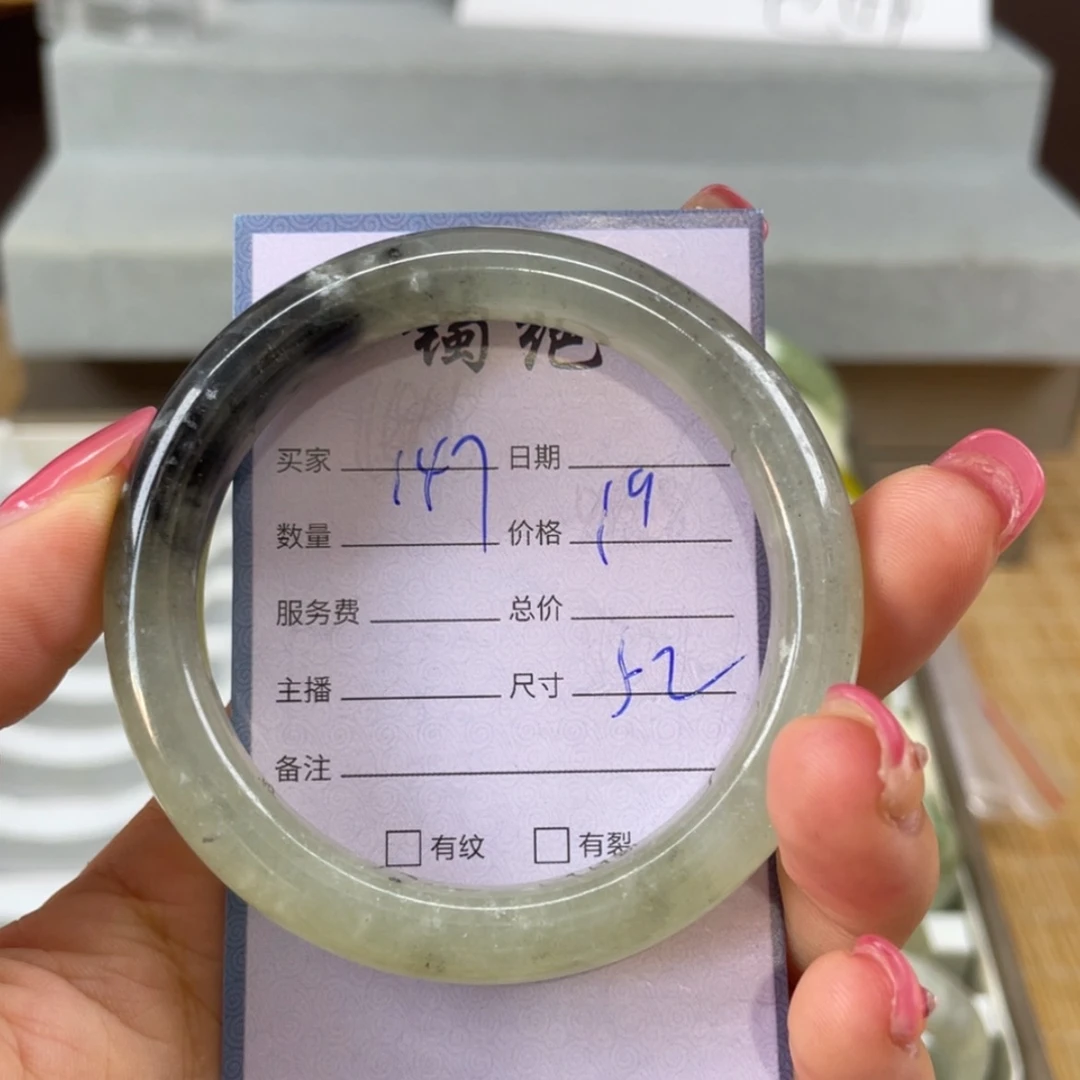 买家 147 日期
数量 价格 19
服务费 总价
主播 尺寸 52
备注
有纹 有裂